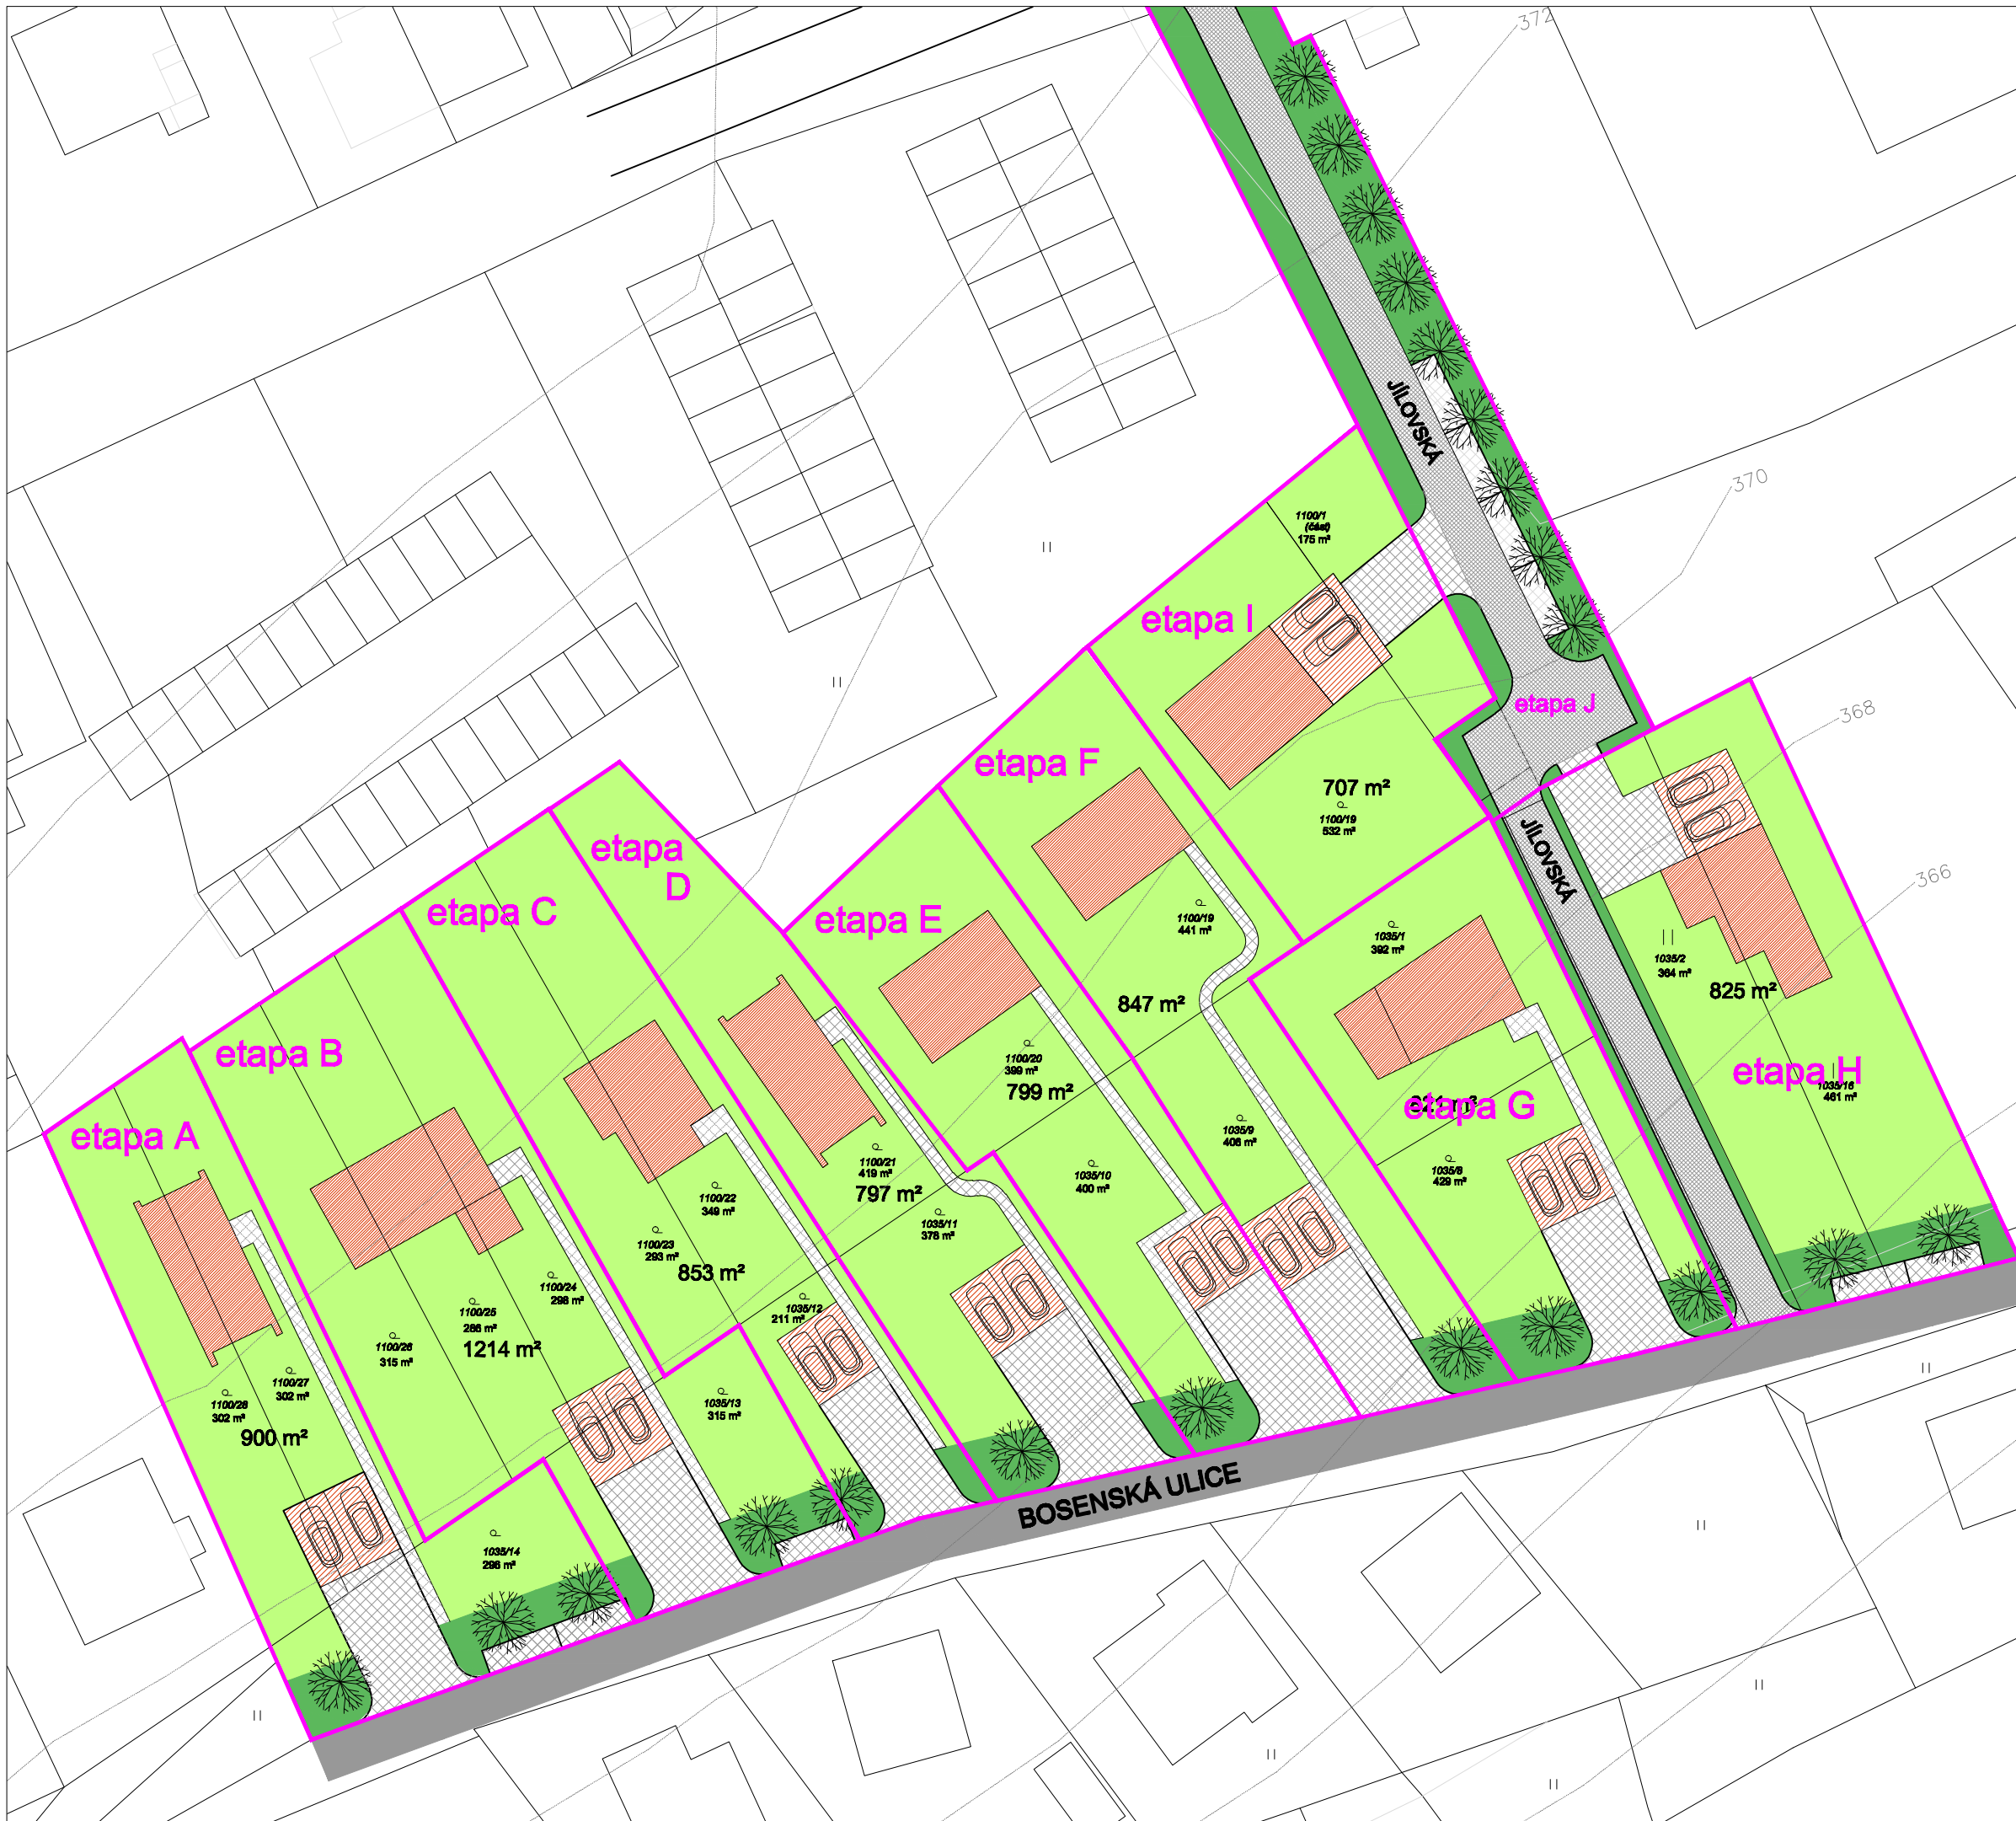 372
JÍLOVSKÁ
370
1100/1
(část)
175 m²
etapa I
etapa J
368
etapa F
707 m²
1100/19
532 m²
etapa
D
JÍLOVSKÁ
366
etapa C
etapa E
1100/19
441 m²
1035/1
392 m²
1035/2
364 m²
825 m²
847 m²
etapa B
1100/20
399 m²
799 m²
etapa H
1035/16
461 m²
821 m²
etapa G
etapa A
1035/9
406 m²
1100/21
419 m²
797 m²
1035/10
400 m²
1035/8
429 m²
1100/22
349 m²
1035/11
378 m²
1100/23
293 m²
853 m²
1100/24
298 m²
1035/12
211 m²
1100/25
286 m²
1214 m²
1100/26
315 m²
1100/27
302 m²
1100/28
302 m²
900 m²
1035/13
315 m²
BOSENSKÁ ULICE
1035/14
298 m²